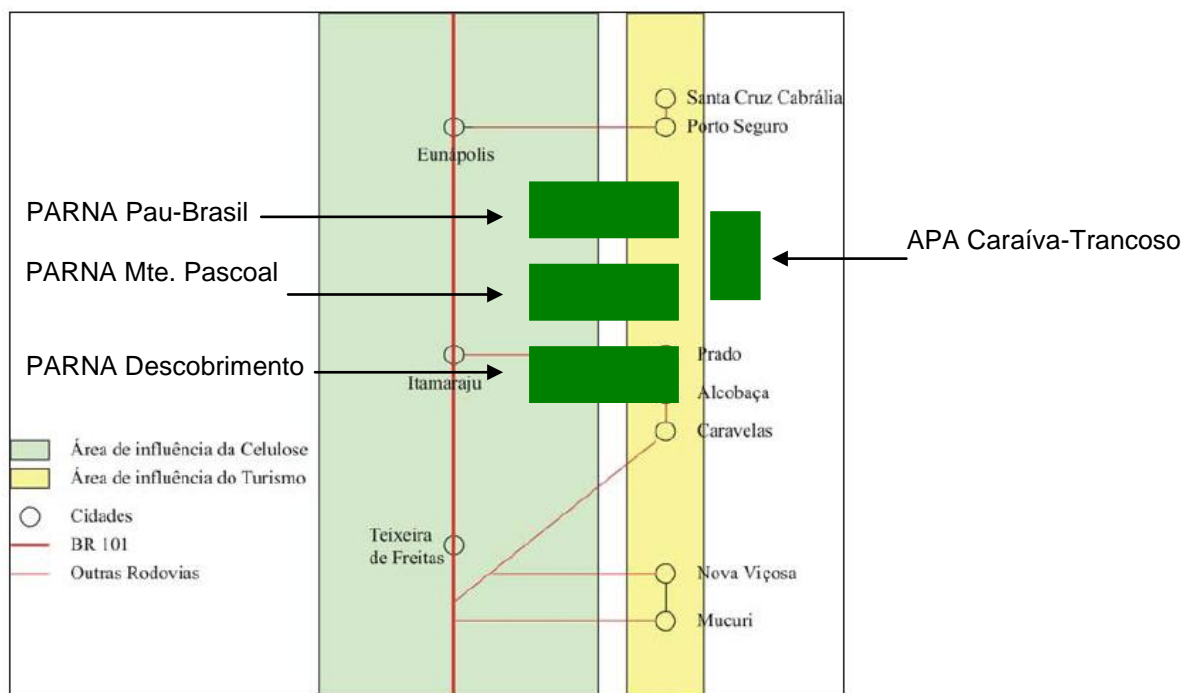 Santa Cruz Cabrália
Porto Seguro
Eunápolis
PARNA Pau-Brasil
APA Caraíva-Trancoso
PARNA Mte. Pascoal
PARNA Descobrimento
Prado
Itamaraju
Alcobaça
Caravelas
Área de influência da Celulose
Área de influência do Turismo
Cidades
BR 101
Outras Rodovias
Teixeira
de Freitas
Nova Viçosa
Mucuri